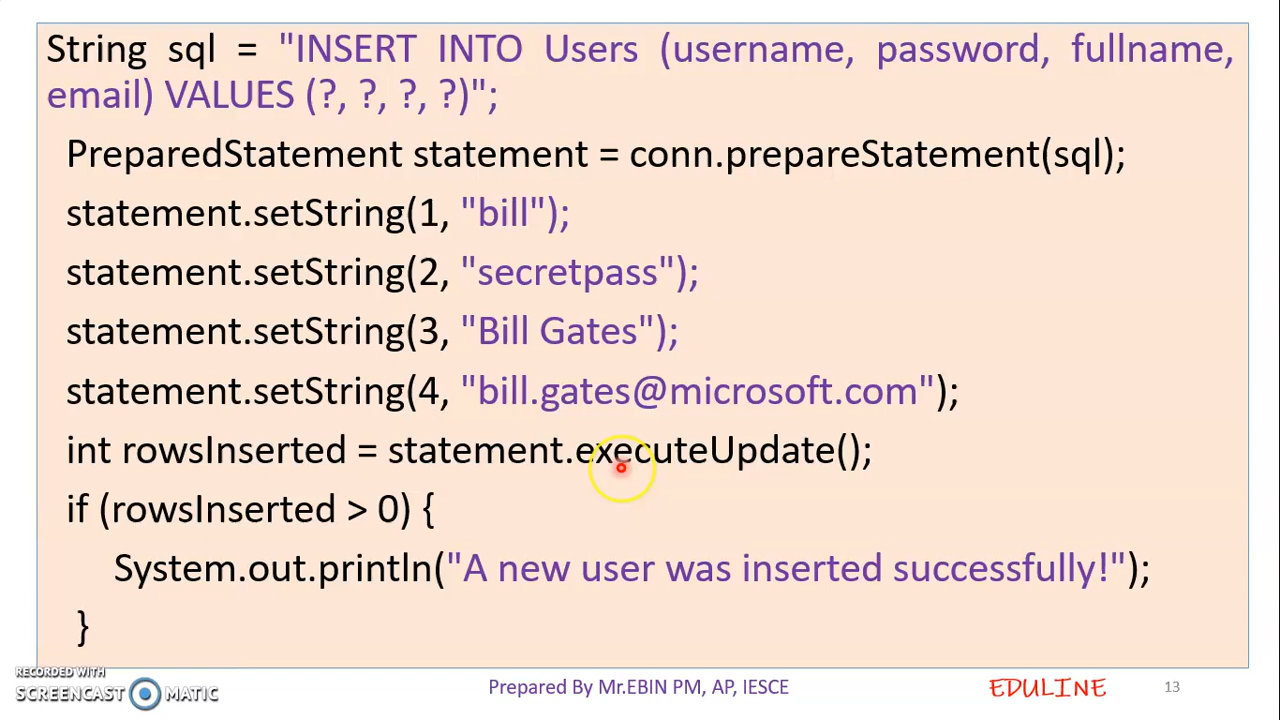 String sql = "INSERT INTO Users (username, password, fullname,
email) VALUES (?, ?, ?, ?)";
PreparedStatement statement = conn.prepareStatement(sql);
statement.setString(1, "bill");
statement.setString(2, "secretpass");
statement.setString(3, "Bill Gates");
statement.setString(4, "bill.gates@microsoft.com");
int rowsInserted = statement.executeUpdate();
if (rowsInserted > 0) {
System.out.println("A new user was inserted successfully!");
}
RECORDED WITH
SCREENCAST MATIC
Prepared By Mr.EBIN PM, AP, IESCE
EDULINE
13